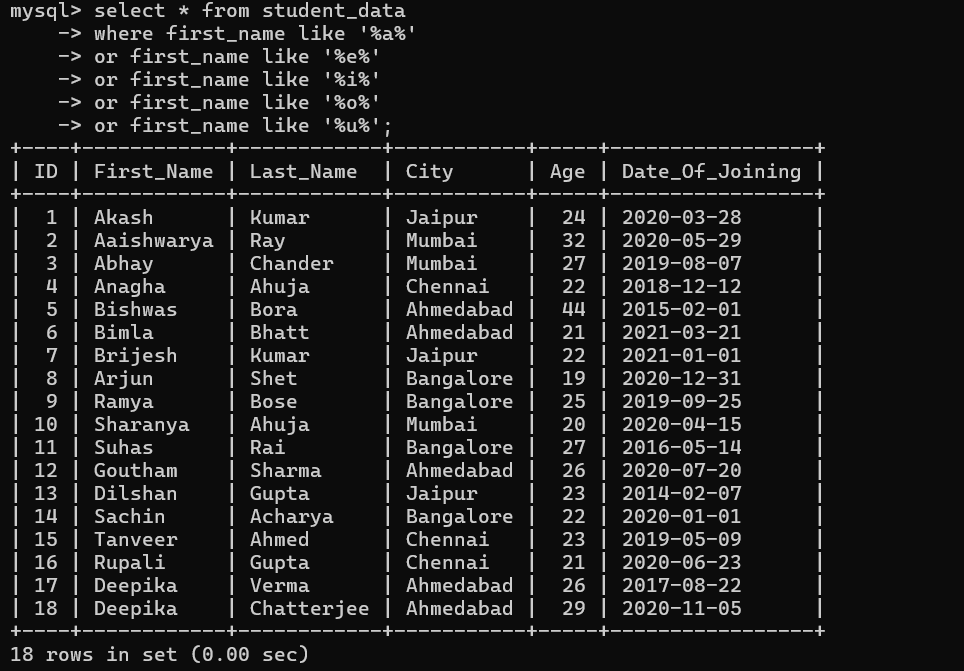 mysql> select * from student_data
    -> where first_name like '%a%'
    -> or first_name like '%e%'
    -> or first_name like '%i%'
    -> or first_name like '%o%'
    -> or first_name like '%u%';
+----+------------+------------+-----------+-----+-----------------+
| ID | First_Name | Last_Name  | City      | Age | Date_Of_Joining |
+----+------------+------------+-----------+-----+-----------------+
|  1 | Akash      | Kumar      | Jaipur    |  24 | 2020-03-28      |
|  2 | Aaishwarya | Ray        | Mumbai    |  32 | 2020-05-29      |
|  3 | Abhay      | Chander    | Mumbai    |  27 | 2019-08-07      |
|  4 | Anagha     | Ahuja      | Chennai   |  22 | 2018-12-12      |
|  5 | Bishwas    | Bora       | Ahmedabad |  44 | 2015-02-01      |
|  6 | Bimla      | Bhatt      | Ahmedabad |  21 | 2021-03-21      |
|  7 | Brijesh    | Kumar      | Jaipur    |  22 | 2021-01-01      |
|  8 | Arjun      | Shet       | Bangalore |  19 | 2020-12-31      |
|  9 | Ramya      | Bose       | Bangalore |  25 | 2019-09-25      |
| 10 | Sharanya   | Ahuja      | Mumbai    |  20 | 2020-04-15      |
| 11 | Suhas      | Rai        | Bangalore |  27 | 2016-05-14      |
| 12 | Goutham    | Sharma     | Ahmedabad |  26 | 2020-07-20      |
| 13 | Dilshan    | Gupta      | Jaipur    |  23 | 2014-02-07      |
| 14 | Sachin     | Acharya    | Bangalore |  22 | 2020-01-01      |
| 15 | Tanveer    | Ahmed      | Chennai   |  23 | 2019-05-09      |
| 16 | Rupali     | Gupta      | Chennai   |  21 | 2020-06-23      |
| 17 | Deepika    | Verma      | Ahmedabad |  26 | 2017-08-22      |
| 18 | Deepika    | Chatterjee | Ahmedabad |  29 | 2020-11-05      |
+----+------------+------------+-----------+-----+-----------------+
18 rows in set (0.00 sec)